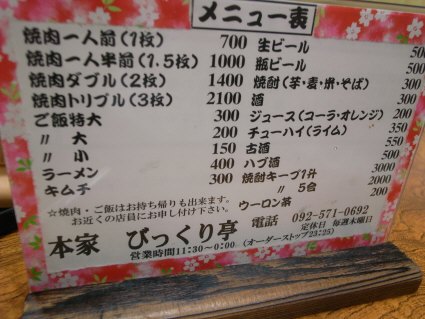 メニュー表
焼肉一人前(1枚) 700
焼肉一人半前(1.5枚) 1000
焼肉ダブル(2枚) 1400
焼肉トリプル(3枚) 2100
ご飯特大 300
〃 大 200
〃 小 150
ラーメン 400
キムチ 300
生ビール
瓶ビール
焼酎(芋・麦・米・そば) 300
酒 300
ジュース(コーラ・オレンジ) 200
チューハイ(ライム) 350
古酒 550
ハブ酒
焼酎キープ1升
〃 5合 2000
ウーロン茶 200
☆焼肉・ご飯はお持ち帰りも出来ます。
お近くの店員にお申し付け下さい。
本家 びっくり亭
電話 092-571-0692
定休日 毎週木曜日
営業時間11:30~0:00 (オーダーストップ23:25)